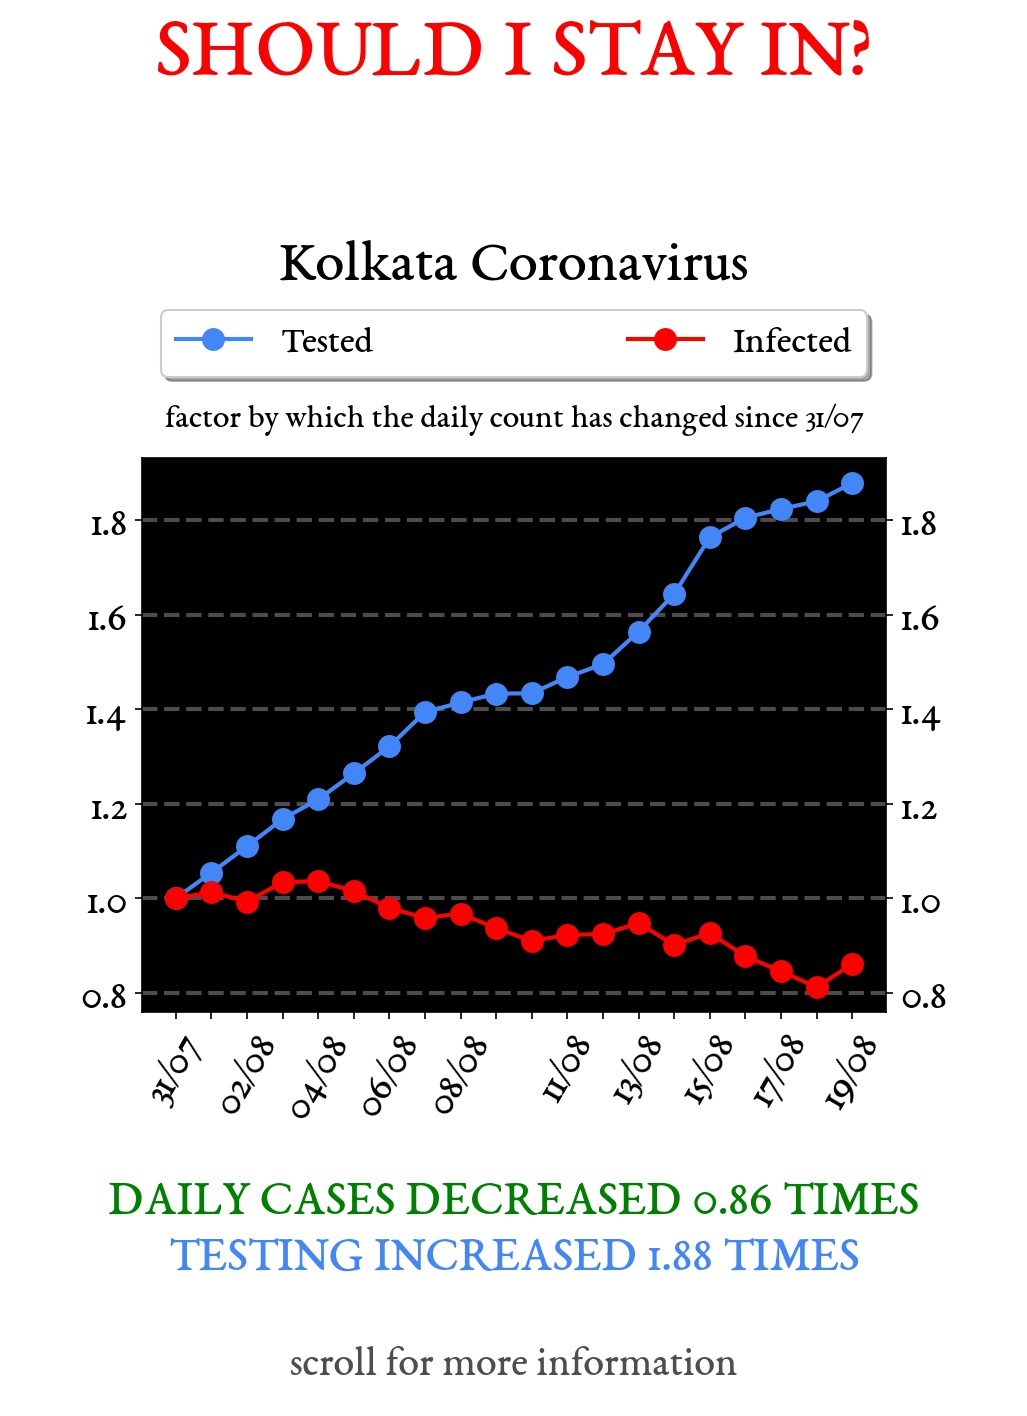 SHOULD I STAY IN?
Kolkata Coronavirus
Tested Infected
factor by which the daily count has changed since 31/07
1.8 1.8
1.6 1.6
1.4 1.4
1.2 1.2
1.0 1.0
0.8 0.8
31/07 02/08 04/08 06/08 08/08 11/08 13/08 15/08 17/08 19/08
DAILY CASES DECREASED 0.86 TIMES
TESTING INCREASED 1.88 TIMES
scroll for more information